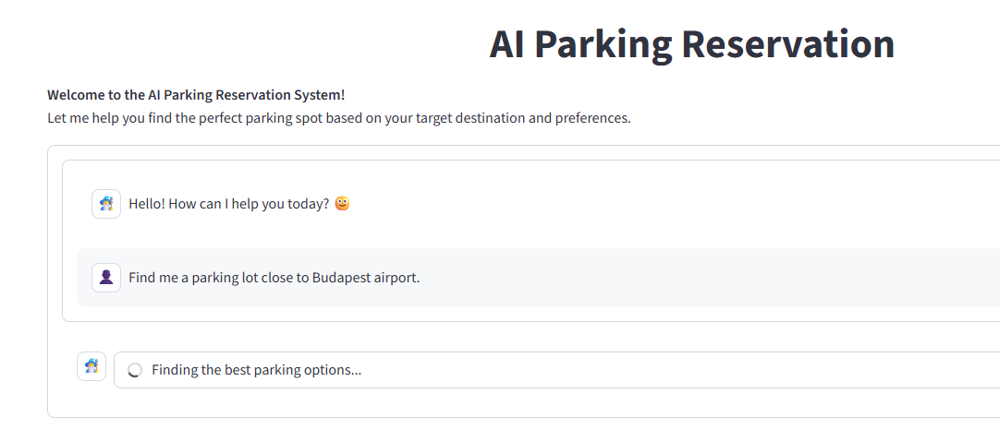 AI Parking Reservation
Welcome to the AI Parking Reservation System!
Let me help you find the perfect parking spot based on your target destination and preferences.
Hello! How can I help you today? 🙂
Find me a parking lot close to Budapest airport.
Finding the best parking options...